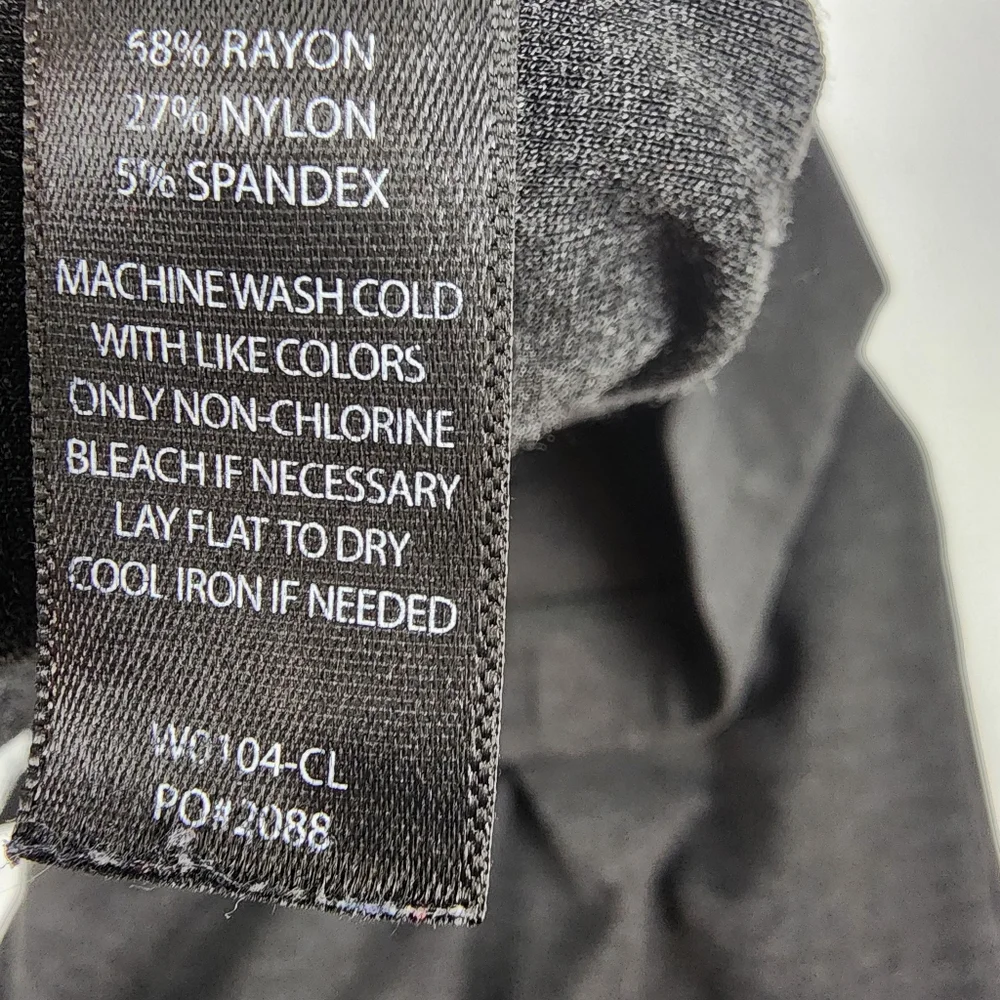 68% RAYON
27% NYLON
5% SPANDEX
MACHINE WASH COLD
WITH LIKE COLORS
ONLY NON-CHLORINE
BLEACH IF NECESSARY
LAY FLAT TO DRY
COOL IRON IF NEEDED
W0104-CL
PO#2088